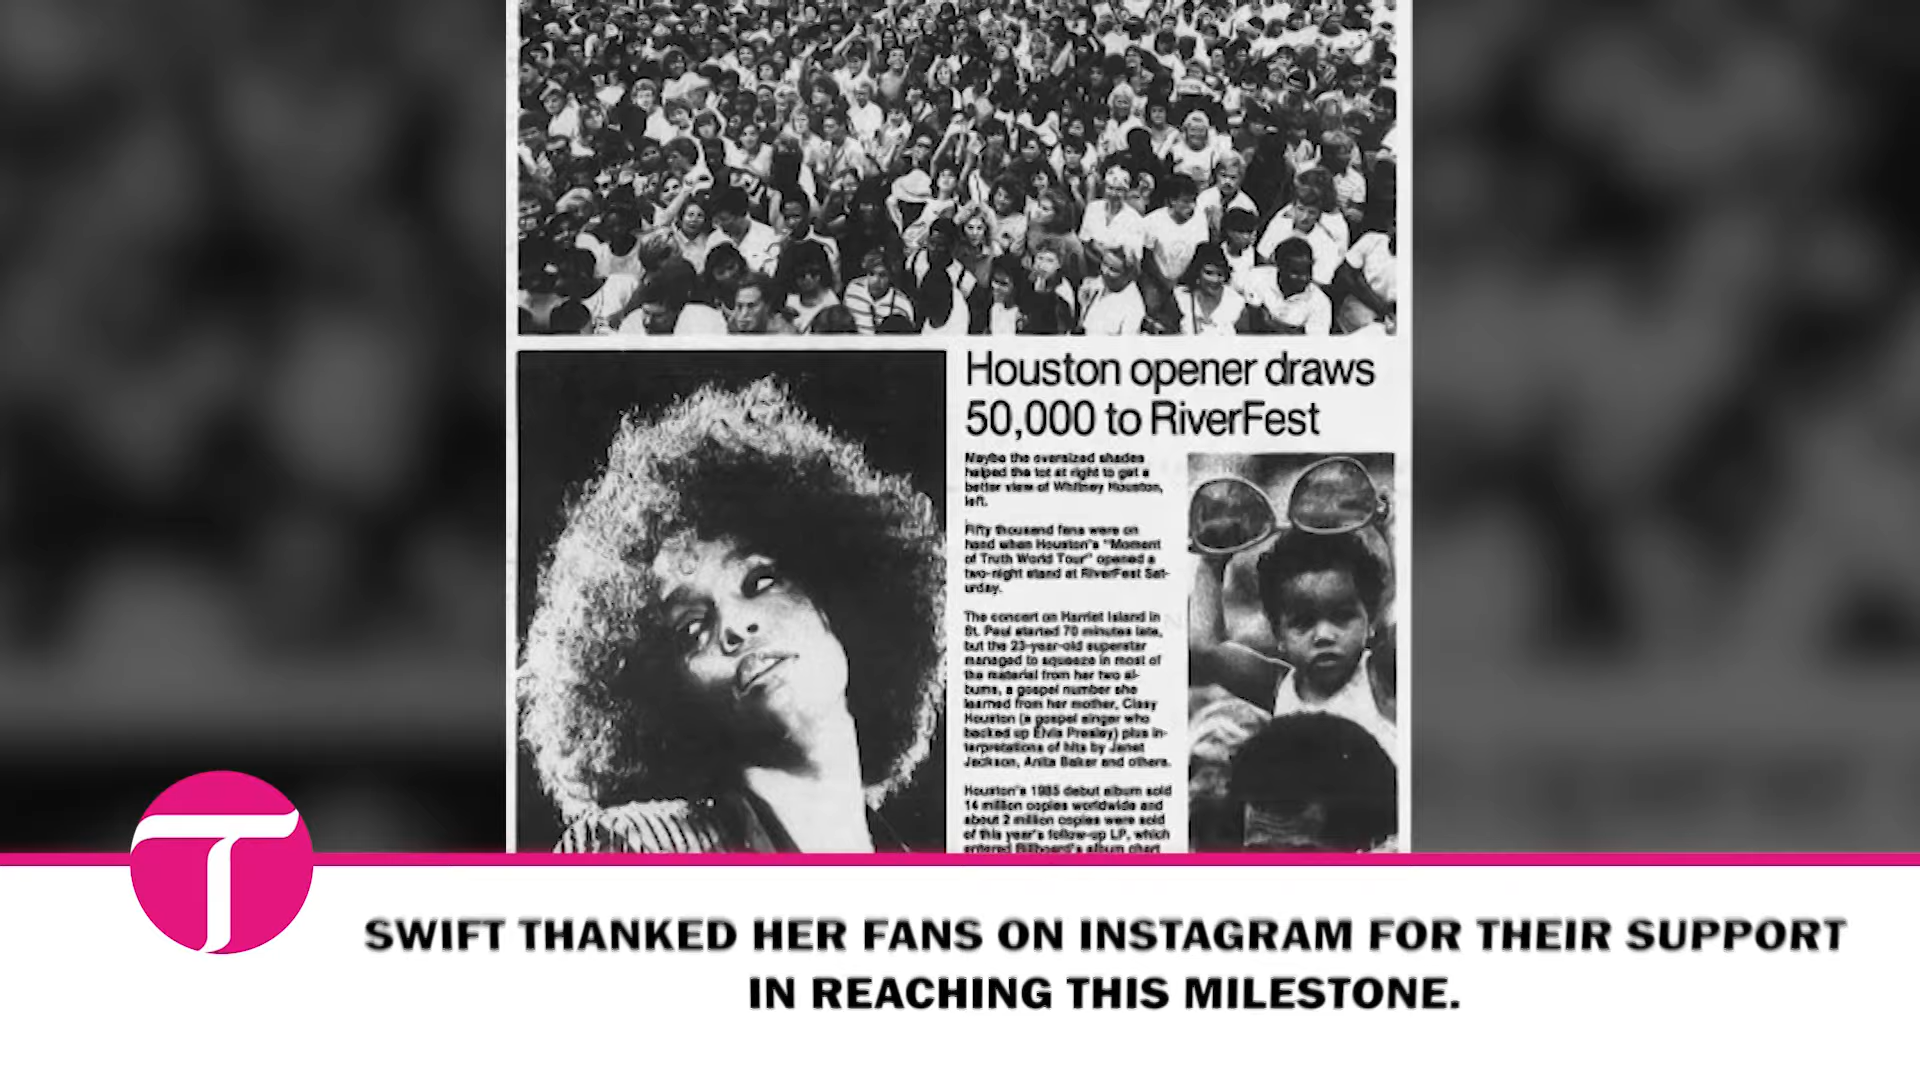 Houston opener draws
50,000 to RiverFest
Maybe the oversized shades
helped the tot at right to get a
better view of Whitney Houston,
left.
Fifty thousand fans were on
hand when Houston's "Moment
of Truth World Tour" opened a
two-night stand at RiverFest Sat-
urday.
The concert on Harriet Island in
St. Paul started 70 minutes late,
but the 23-year-old superstar
managed to squeeze in most of
the material from her two al-
bums, a gospel number she
learned from her mother, Cissy
Houston (a gospel singer who
backed up Elvis Presley) plus in-
terpretations of hits by Janet
Jackson, Anita Baker and others.
Houston's 1985 debut album sold
14 million copies worldwide and
about 2 million copies were sold
of this year's follow-up LP, which
entered Billboard's album chart
T
SWIFT THANKED HER FANS ON INSTAGRAM FOR THEIR SUPPORT
IN REACHING THIS MILESTONE.